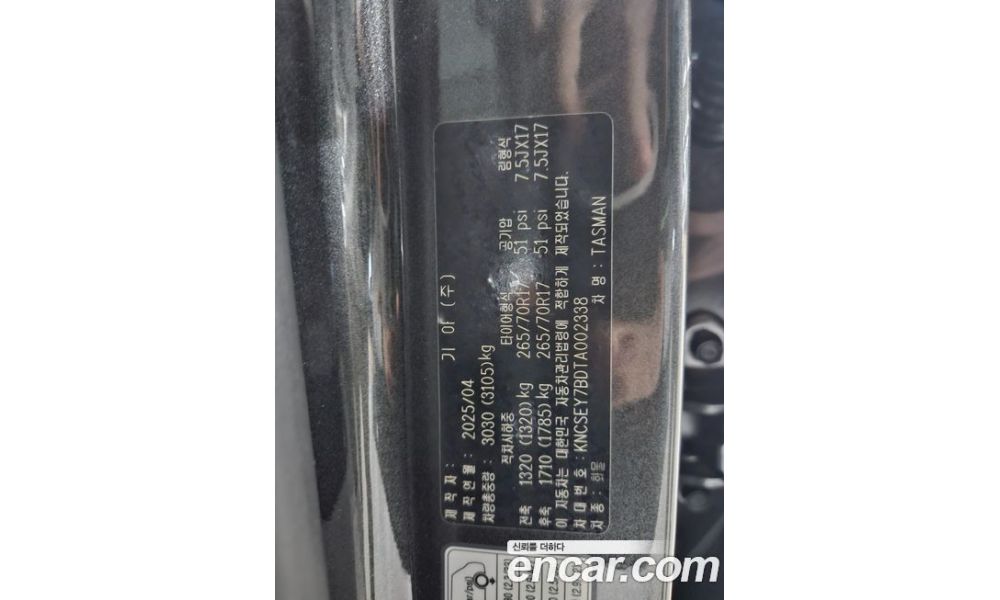 제작자 : 기아 (주)
제작연월 : 2025/04
차량총중량 : 3030 (3105)kg
적차시하중 타이어형식 공기압 림형식
전축 1320 (1320)kg 265/70R17 51 psi 7.5JX17
후축 1710 (1785)kg 265/70R17 51 psi 7.5JX17
이 자동차는 대한민국 자동차관리법령에 적합하게 제작되었습니다.
차대번호 : KNCSEY7BDTA002338
차종 : 화물 차명 : TASMAN
신뢰를 더하다
encar.com